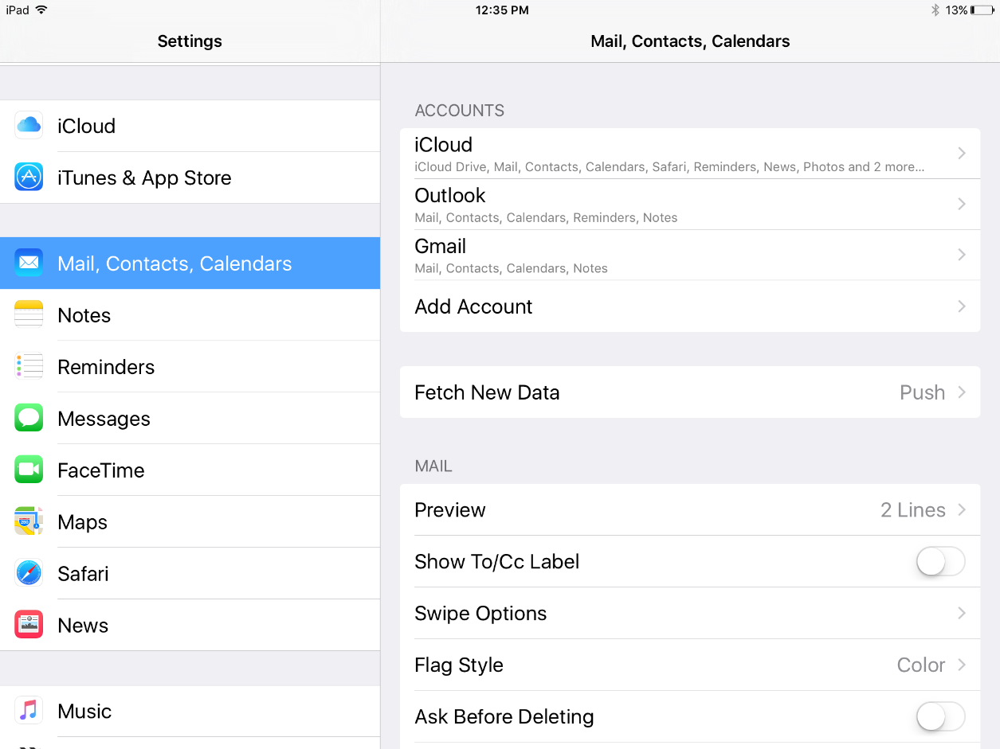 iPad
12:35 PM
13%
Settings
Mail, Contacts, Calendars
iCloud
iTunes & App Store
Mail, Contacts, Calendars
Notes
Reminders
Messages
FaceTime
Maps
Safari
News
Music
ACCOUNTS
iCloud
iCloud Drive, Mail, Contacts, Calendars, Safari, Reminders, News, Photos and 2 more...
Outlook
Mail, Contacts, Calendars, Reminders, Notes
Gmail
Mail, Contacts, Calendars, Notes
Add Account
Fetch New Data Push
MAIL
Preview 2 Lines
Show To/Cc Label
Swipe Options
Flag Style Color
Ask Before Deleting